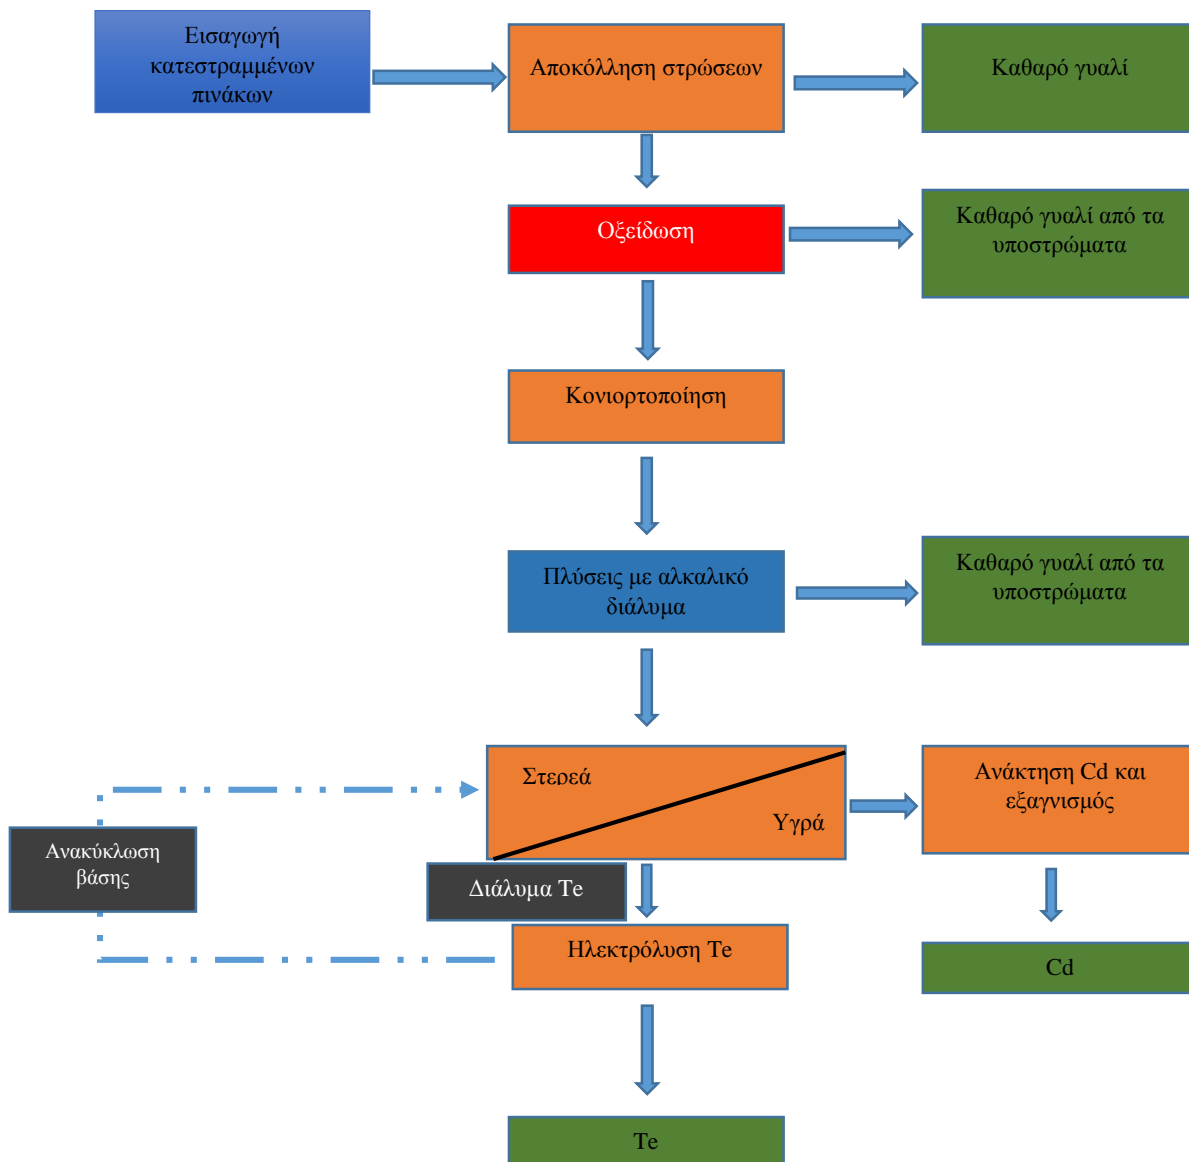 Εισαγωγή
κατεστραμμένων
πινάκων
Αποκόλληση στρώσεων
Καθαρό γυαλί
Οξείδωση
Καθαρό γυαλί από τα
υποστρώματα
Κονιορτοποίηση
Πλύσεις με αλκαλικό
διάλυμα
Καθαρό γυαλί από τα
υποστρώματα
Στερεά
Υγρά
Ανάκτηση Cd και
εξαγνισμός
Ανακύκλωση
βάσης
Διάλυμα Te
Ηλεκτρόλυση Te
Cd
Te